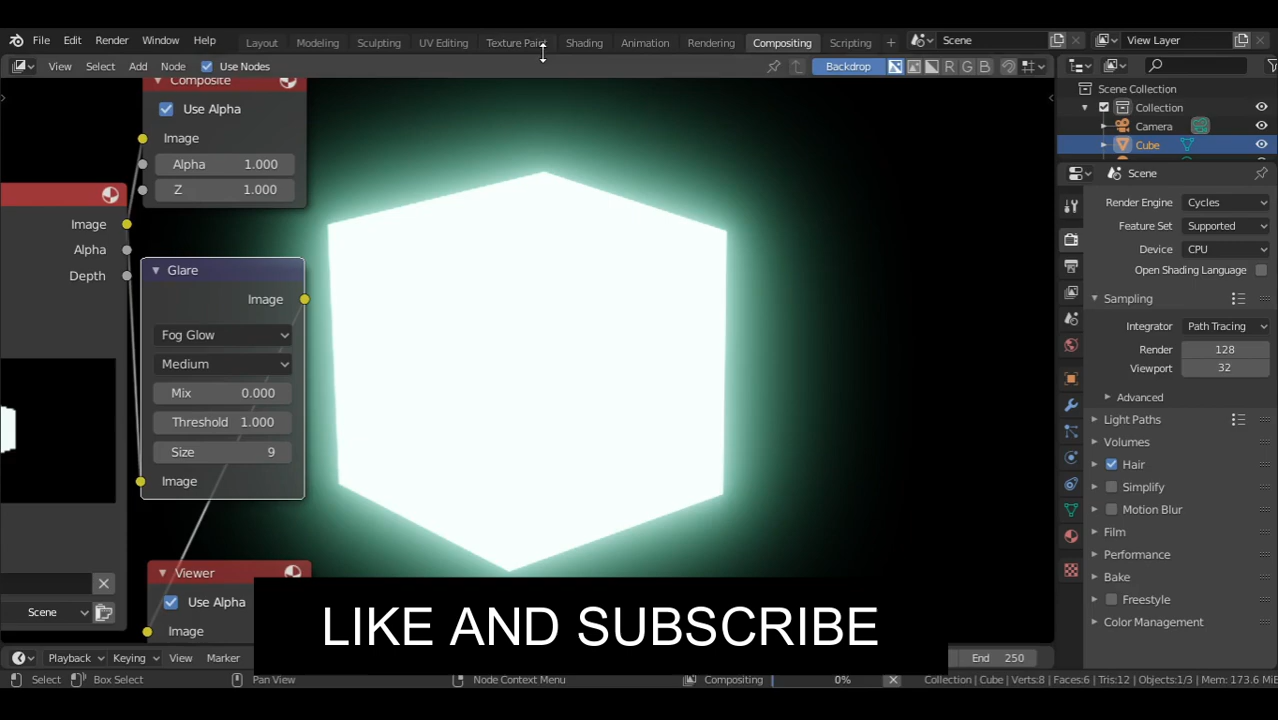 File Edit Render Window Help Layout Modeling Sculpting UV Editing Texture Paint Shading Animation Rendering Compositing Scripting + Scene View Layer
View Select Add Node Use Nodes Backdrop R G B
Composite
Use Alpha
Image
Alpha 1.000
Z 1.000
Image
Alpha
Depth
Glare
Image
Fog Glow
Medium
Mix 0.000
Threshold 1.000
Size 9
Image
Scene
Viewer
Use Alpha
Image
LIKE AND SUBSCRIBE
Scene Collection
Collection
Camera
Cube
Scene
Render Engine Cycles
Feature Set Supported
Device CPU
Open Shading Language
Sampling
Integrator Path Tracing
Render 128
Viewport 32
Advanced
Light Paths
Volumes
Hair
Simplify
Motion Blur
Film
Performance
Bake
Freestyle
Color Management
Playback Keying View Marker End 250
Select Box Select Pan View Node Context Menu Compositing 0% Collection | Cube | Verts:8 | Faces:6 | Tris:12 | Objects:1/3 | Mem: 173.6 MiB